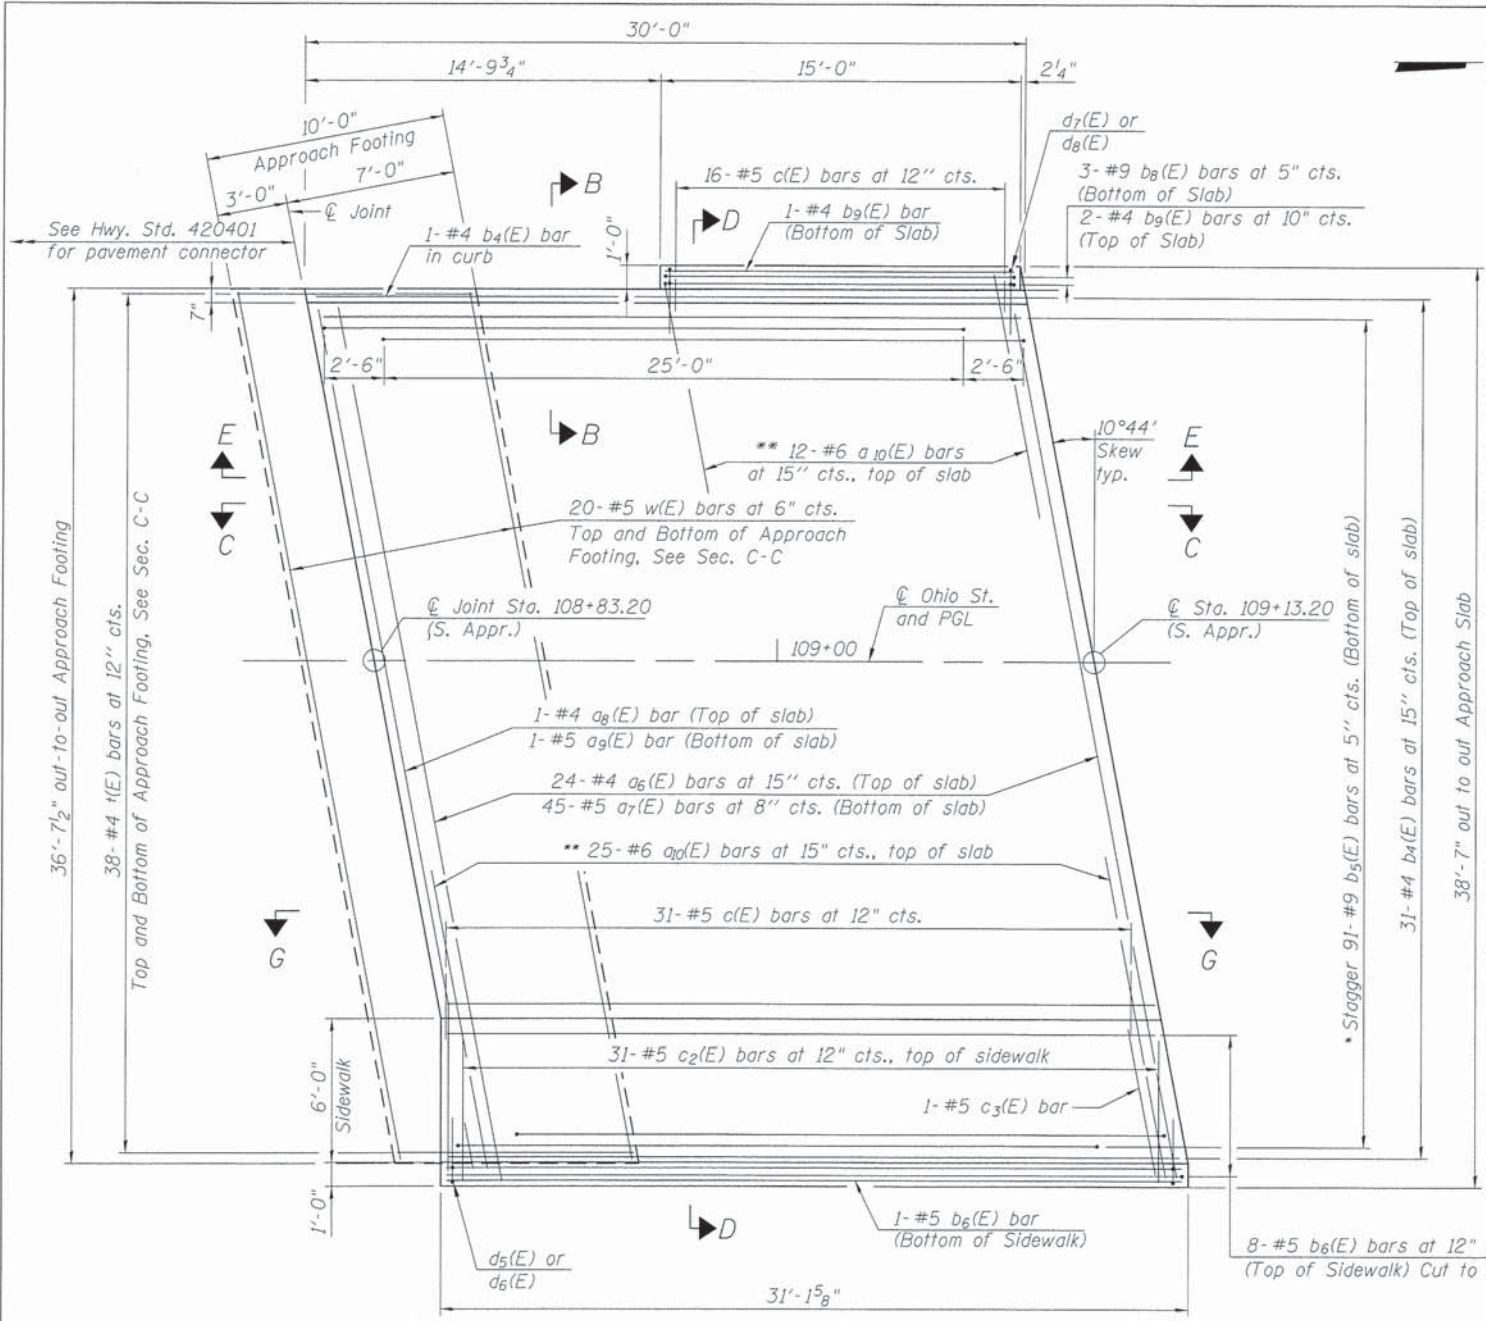 30'-0"
14'-9¾"
15'-0"
2¼"
10'-0"
Approach Footing
3'-0"
7'-0"
℄ Joint
See Hwy. Std. 420401
for pavement connector
1-#4 b4(E) bar
in curb
B
16-#5 c(E) bars at 12" cts.
D
1-#4 b9(E) bar
(Bottom of Slab)
1'-0"
d7(E) or
d8(E)
3-#9 b8(E) bars at 5" cts.
(Bottom of Slab)
2-#4 b9(E) bars at 10" cts.
(Top of Slab)
7"
2'-6"
25'-0"
2'-6"
B
E
C
** 12-#6 a10(E) bars
at 15" cts., top of slab
10°44'
Skew
typ.
E
C
20-#5 w(E) bars at 6" cts.
Top and Bottom of Approach
Footing, See Sec. C-C
℄ Joint Sta. 108+83.20
(S. Appr.)
℄ Ohio St.
and PGL
109+00
℄ Sta. 109+13.20
(S. Appr.)
36'-7½" out-to-out Approach Footing
38-#4 t(E) bars at 12" cts.
Top and Bottom of Approach Footing, See Sec. C-C
1-#4 a8(E) bar (Top of slab)
1-#5 a9(E) bar (Bottom of slab)
24-#4 a6(E) bars at 15" cts. (Top of slab)
45-#5 a7(E) bars at 8" cts. (Bottom of slab)
** 25-#6 a10(E) bars at 15" cts., top of slab
31-#5 c(E) bars at 12" cts.
G
G
* Stagger 91-#9 b5(E) bars at 5" cts. (Bottom of slab)
31-#4 b4(E) bars at 15" cts. (Top of slab)
38'-7" out to out Approach Slab
6'-0"
Sidewalk
31-#5 c2(E) bars at 12" cts., top of sidewalk
1-#5 c3(E) bar
1'-0"
D
1-#5 b6(E) bar
(Bottom of Sidewalk)
8-#5 b6(E) bars at 12"
(Top of Sidewalk) Cut to
d5(E) or
d6(E)
31'-1⅝"